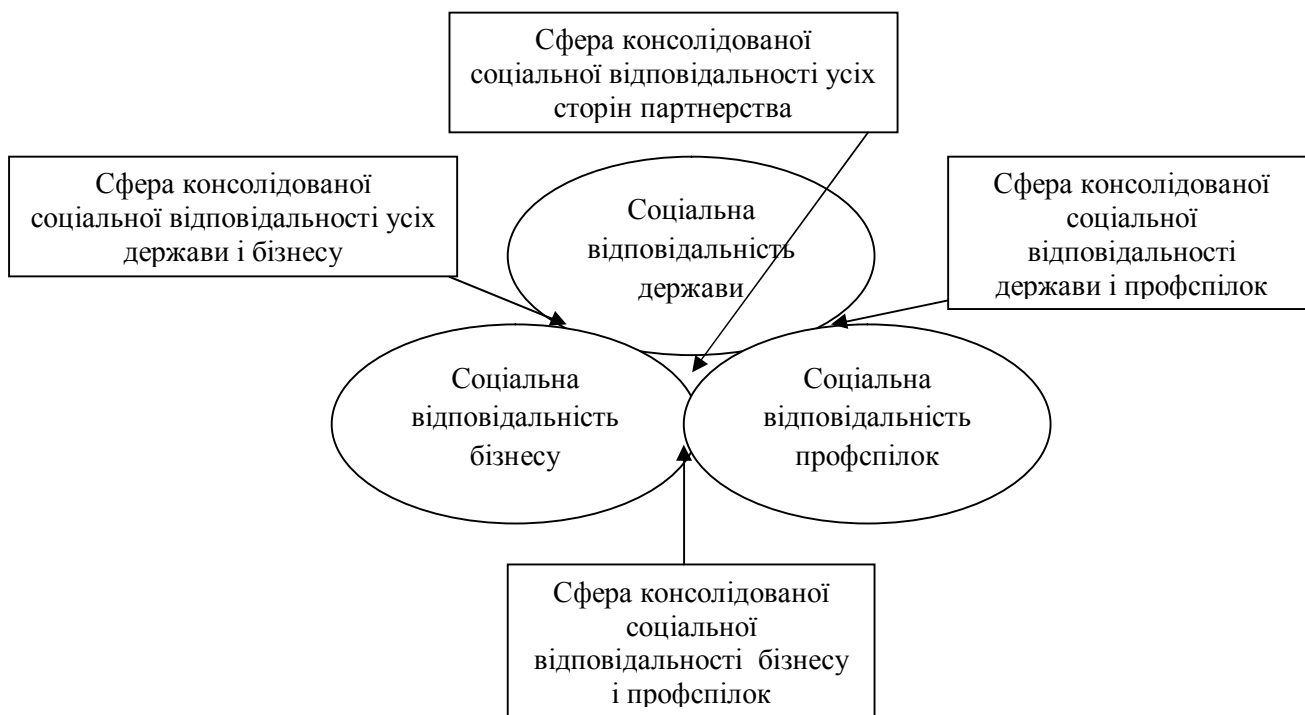 Сфера консолідованої
соціальної відповідальності усіх
сторін партнерства
Сфера консолідованої
соціальної відповідальності усіх
держави і бізнесу
Соціальна
відповідальність
держави
Сфера консолідованої
соціальної
відповідальності
держави і профспілок
Соціальна
відповідальність
бізнесу
Соціальна
відповідальність
профспілок
Сфера консолідованої
соціальної
відповідальності бізнесу
і профспілок